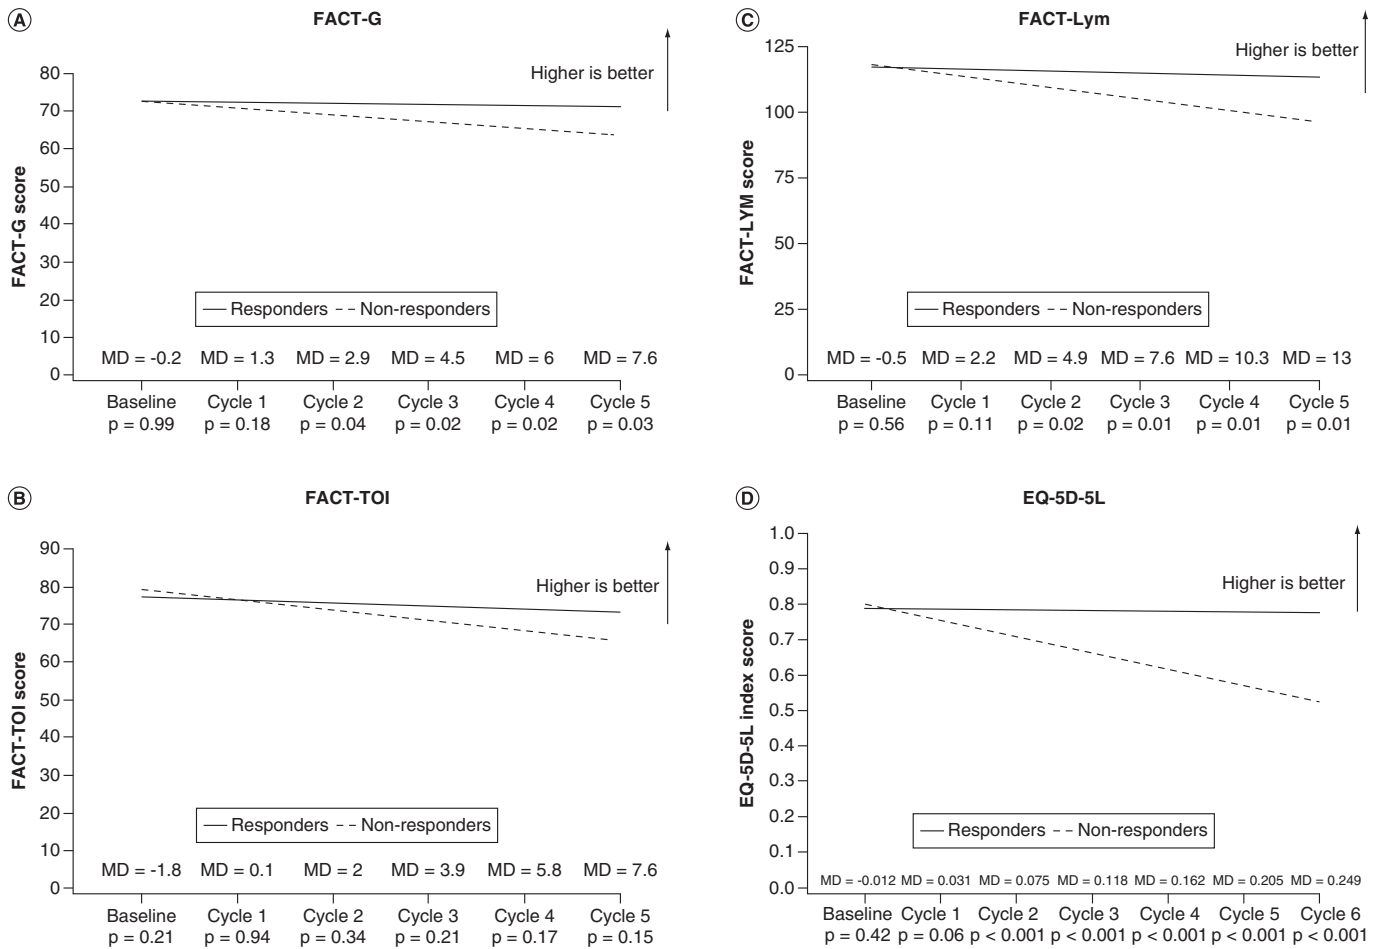 A
FACT-G
Higher is better
FACT-G score
80
70
60
50
40
30
20
10
0
Responders Non-responders
MD = -0.2 MD = 1.3 MD = 2.9 MD = 4.5 MD = 6 MD = 7.6
Baseline Cycle 1 Cycle 2 Cycle 3 Cycle 4 Cycle 5
p = 0.99 p = 0.18 p = 0.04 p = 0.02 p = 0.02 p = 0.03
B
FACT-TOI
Higher is better
FACT-TOI score
90
80
70
60
50
40
30
20
10
0
Responders Non-responders
MD = -1.8 MD = 0.1 MD = 2 MD = 3.9 MD = 5.8 MD = 7.6
Baseline Cycle 1 Cycle 2 Cycle 3 Cycle 4 Cycle 5
p = 0.21 p = 0.94 p = 0.34 p = 0.21 p = 0.17 p = 0.15
C
FACT-Lym
Higher is better
FACT-LYM score
125
100
75
50
25
0
Responders Non-responders
MD = -0.5 MD = 2.2 MD = 4.9 MD = 7.6 MD = 10.3 MD = 13
Baseline Cycle 1 Cycle 2 Cycle 3 Cycle 4 Cycle 5
p = 0.56 p = 0.11 p = 0.02 p = 0.01 p = 0.01 p = 0.01
D
EQ-5D-5L
Higher is better
EQ-5D-5L index score
1.0
0.9
0.8
0.7
0.6
0.5
0.4
0.3
0.2
0.1
0.0
Responders Non-responders
MD = -0.012 MD = 0.031 MD = 0.075 MD = 0.118 MD = 0.162 MD = 0.205 MD = 0.249
Baseline Cycle 1 Cycle 2 Cycle 3 Cycle 4 Cycle 5 Cycle 6
p = 0.42 p = 0.06 p < 0.001 p < 0.001 p < 0.001 p < 0.001 p < 0.001